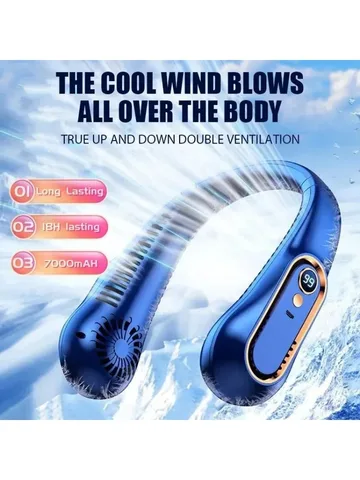 THE COOL WIND BLOWS
ALL OVER THE BODY
TRUE UP AND DOWN DOUBLE VENTILATION
01 Long Lasting
02 18H lasting
03 7000mAH
99